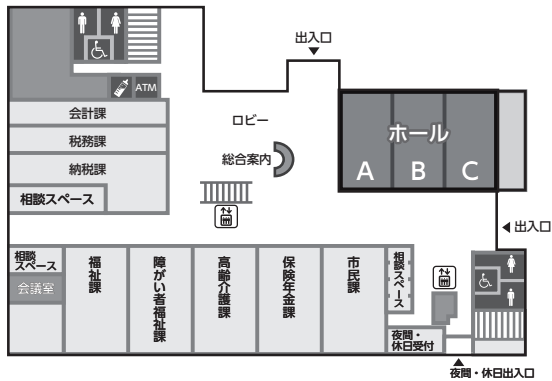 出入口
ATM
会計課
税務課
納税課
相談スペース
ロビー
総合案内
ホール
A
B
C
出入口
相談
スペース
会議室
福祉課
障がい者福祉課
高齢介護課
保険年金課
市民課
相談スペース
夜間・
休日受付
夜間・休日出入口